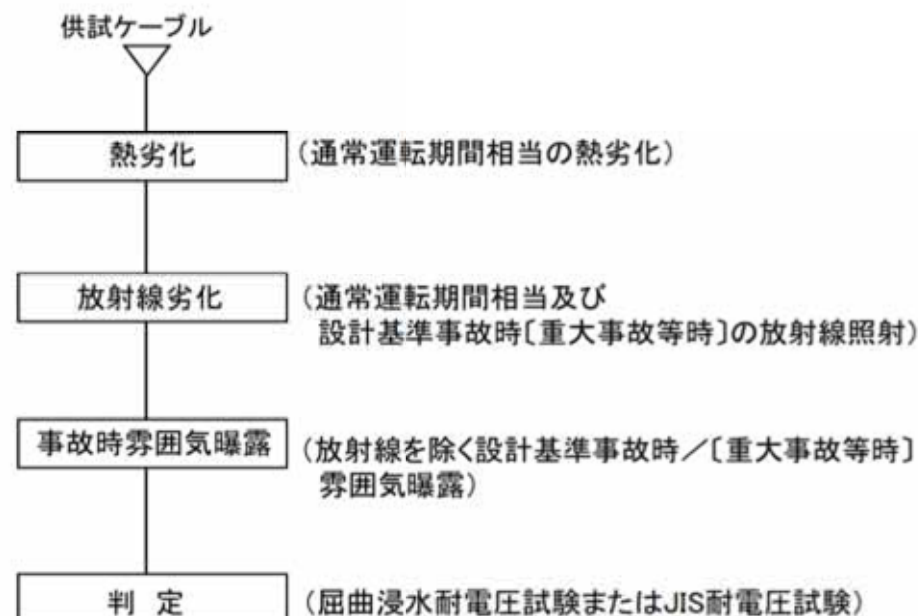 供試ケーブル
熱劣化 (通常運転期間相当の熱劣化)
放射線劣化 (通常運転期間相当及び
設計基準事故時〔重大事故等時〕の放射線照射)
事故時雰囲気曝露 (放射線を除く設計基準事故時/〔重大事故等時〕
雰囲気曝露)
判 定 (屈曲浸水耐電圧試験またはJIS耐電圧試験)